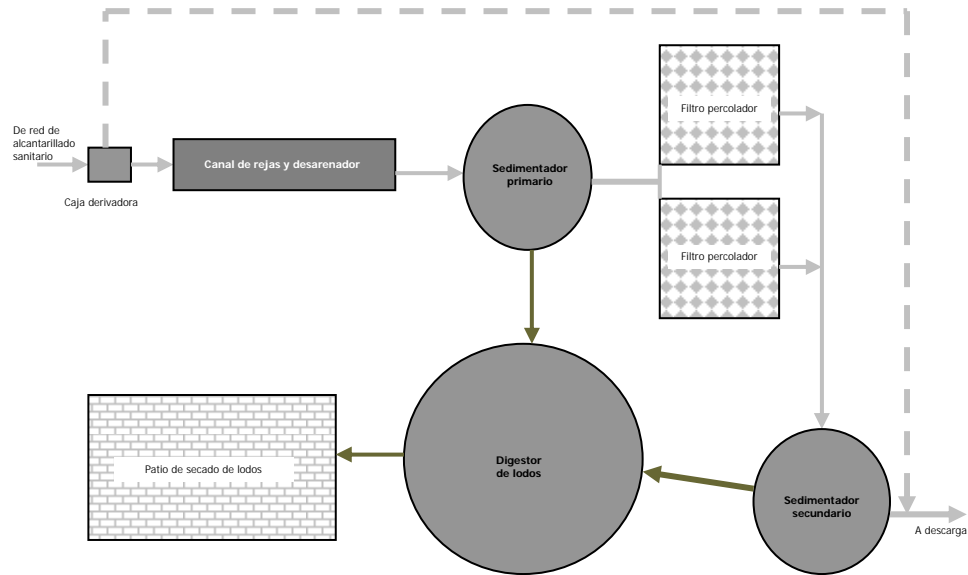 De red de
alcantarillado
sanitario
Caja derivadora
Canal de rejas y desarenador
Sedimentador
primario
Filtro percolador
Filtro percolador
Patio de secado de lodos
Digestor
de lodos
Sedimentador
secundario
A descarga